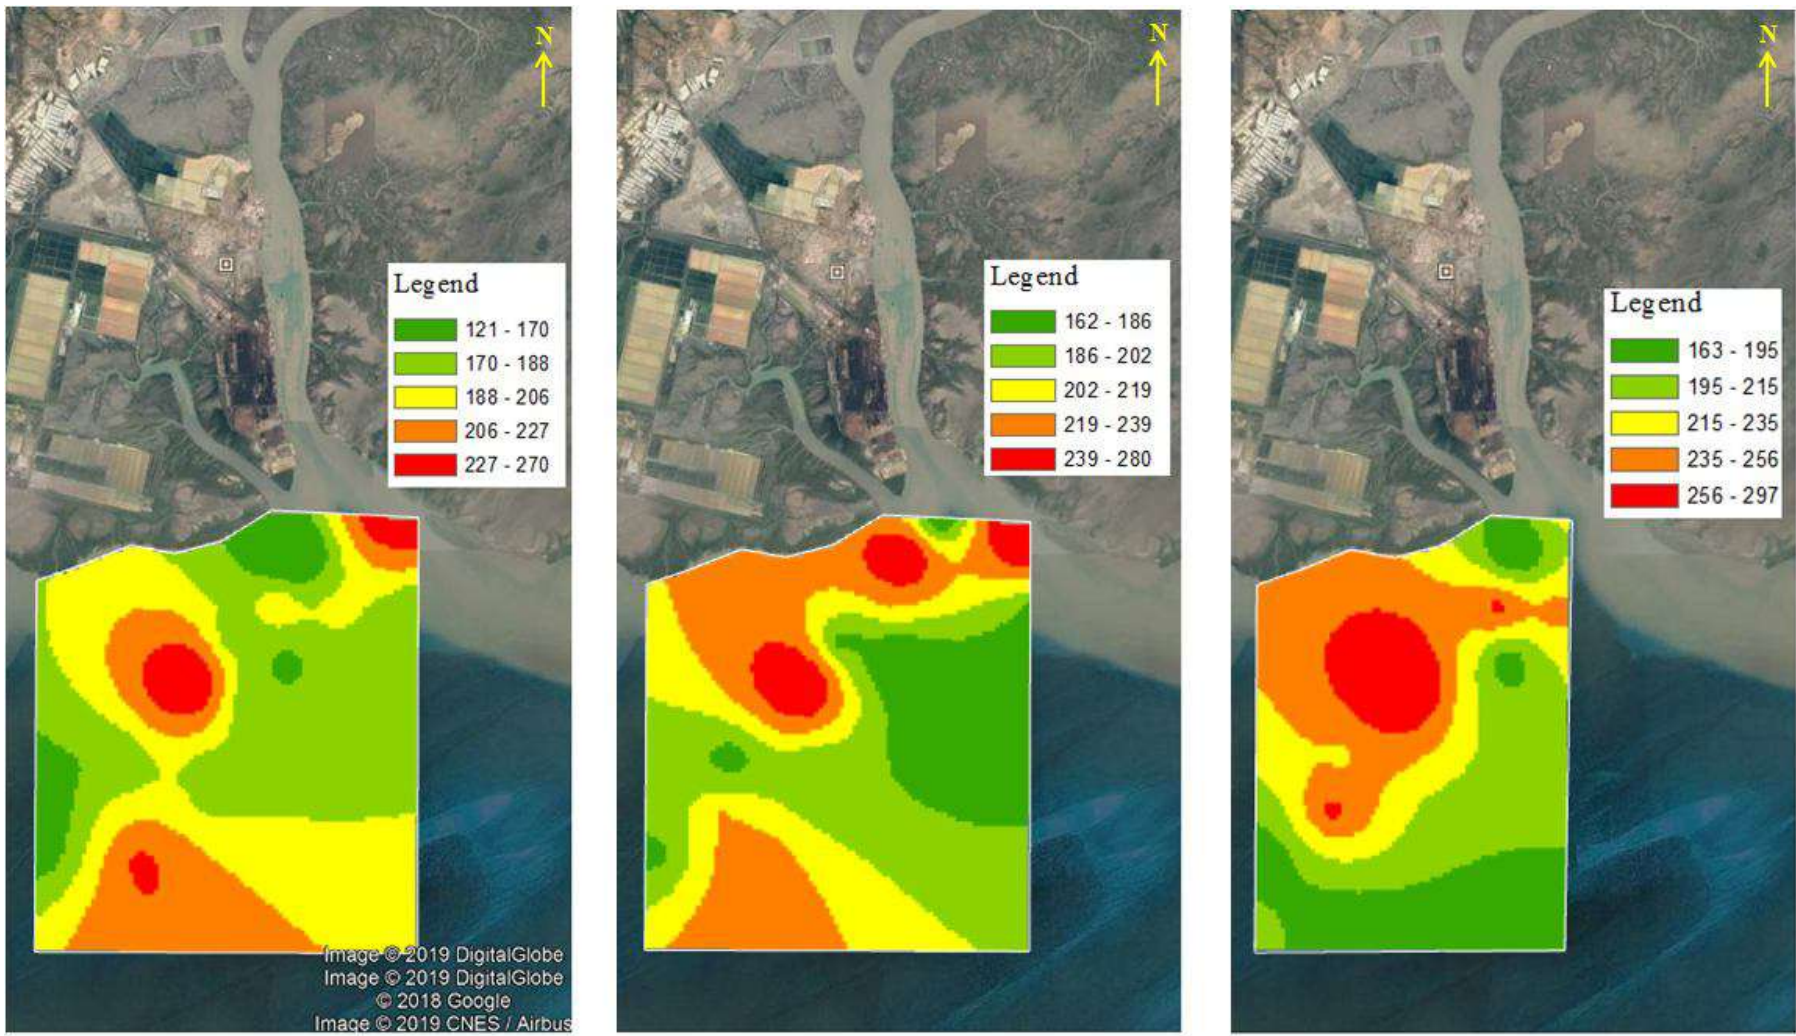 N
Legend
121 - 170
170 - 188
188 - 206
206 - 227
227 - 270
Image © 2019 DigitalGlobe
Image © 2019 DigitalGlobe
© 2018 Google
Image © 2019 CNES / Airbus
N
Legend
162 - 186
186 - 202
202 - 219
219 - 239
239 - 280
N
Legend
163 - 195
195 - 215
215 - 235
235 - 256
256 - 297